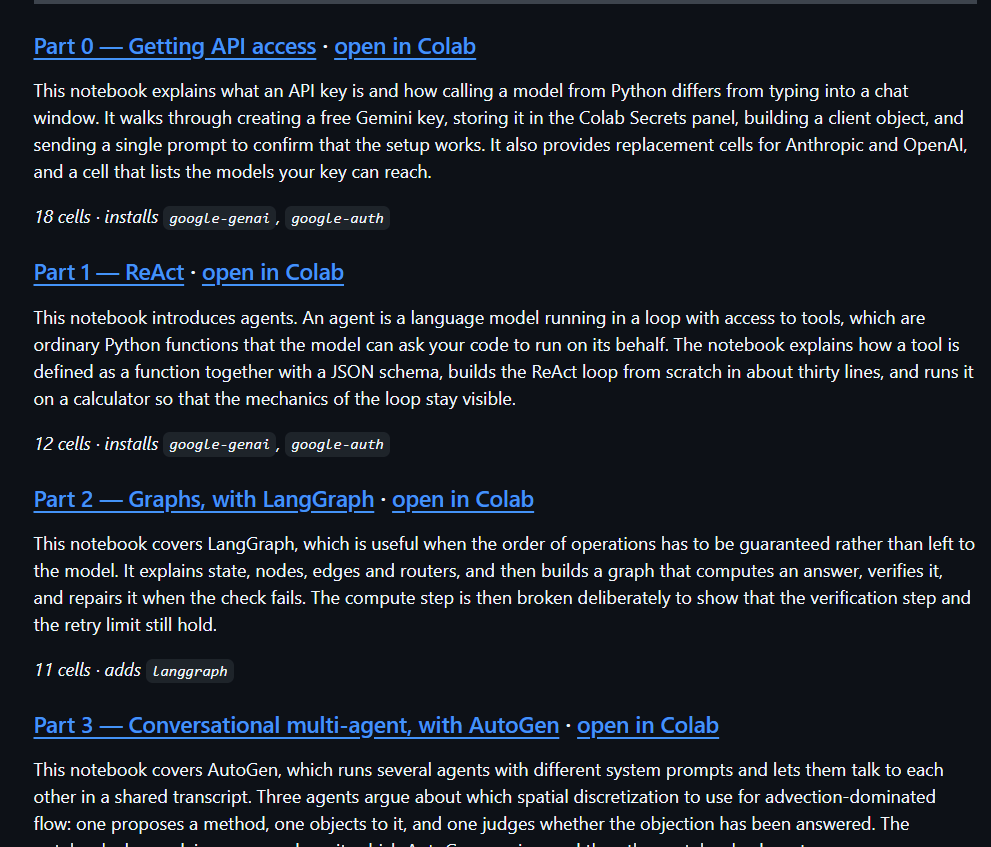 Part 0 — Getting API access · open in Colab
This notebook explains what an API key is and how calling a model from Python differs from typing into a chat
window. It walks through creating a free Gemini key, storing it in the Colab Secrets panel, building a client object, and
sending a single prompt to confirm that the setup works. It also provides replacement cells for Anthropic and OpenAI,
and a cell that lists the models your key can reach.
18 cells · installs google-genai, google-auth
Part 1 — ReAct · open in Colab
This notebook introduces agents. An agent is a language model running in a loop with access to tools, which are
ordinary Python functions that the model can ask your code to run on its behalf. The notebook explains how a tool is
defined as a function together with a JSON schema, builds the ReAct loop from scratch in about thirty lines, and runs it
on a calculator so that the mechanics of the loop stay visible.
12 cells · installs google-genai, google-auth
Part 2 — Graphs, with LangGraph · open in Colab
This notebook covers LangGraph, which is useful when the order of operations has to be guaranteed rather than left to
the model. It explains state, nodes, edges and routers, and then builds a graph that computes an answer, verifies it,
and repairs it when the check fails. The compute step is then broken deliberately to show that the verification step and
the retry limit still hold.
11 cells · adds langgraph
Part 3 — Conversational multi-agent, with AutoGen · open in Colab
This notebook covers AutoGen, which runs several agents with different system prompts and lets them talk to each
other in a shared transcript. Three agents argue about which spatial discretization to use for advection-dominated
flow: one proposes a method, one objects to it, and one judges whether the objection has been answered. The